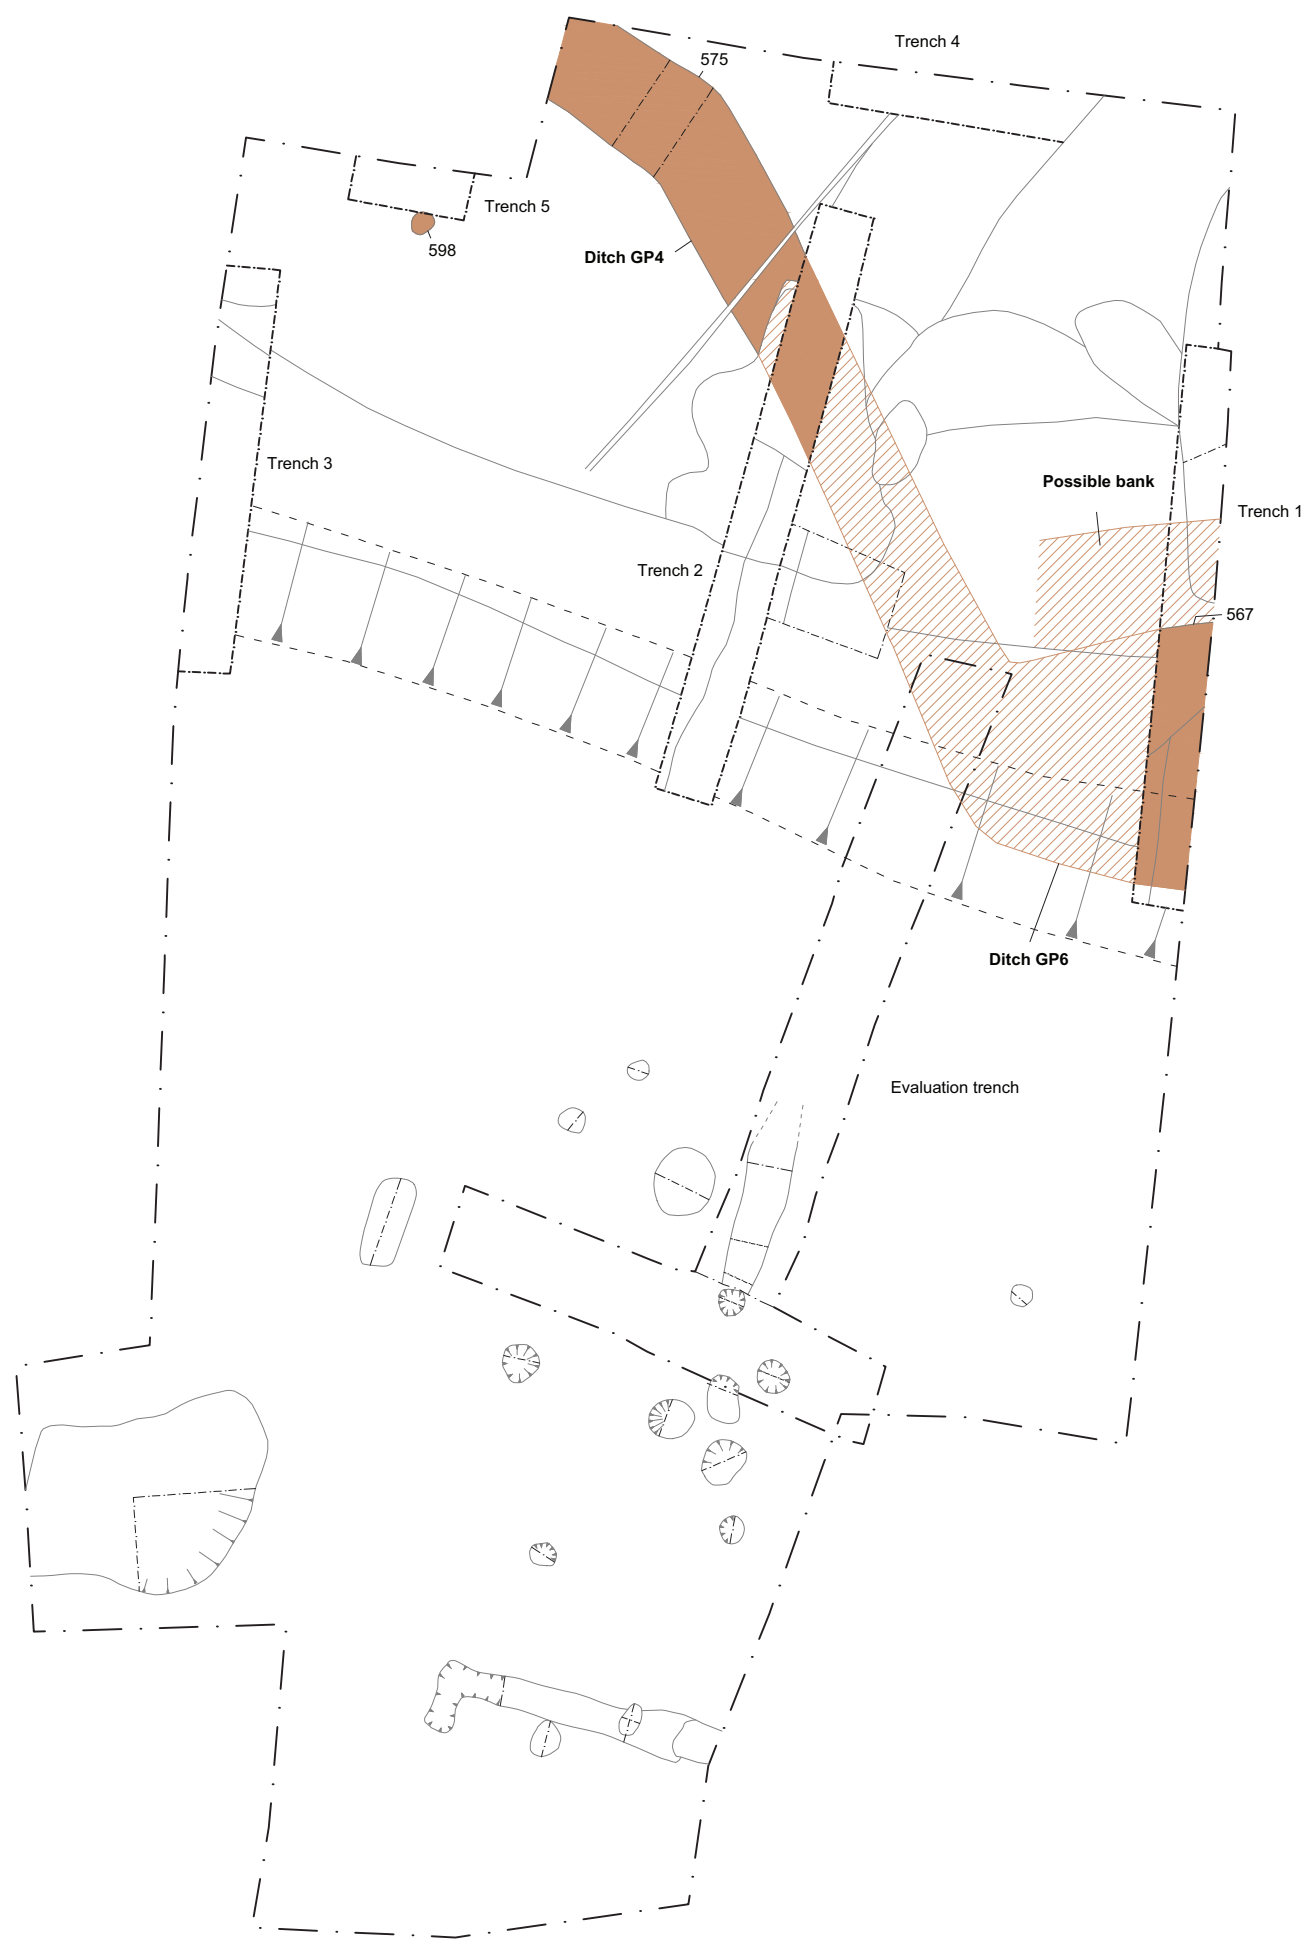 Trench 4
575
Trench 5
598
Ditch GP4
Trench 3
Possible bank
Trench 1
Trench 2
567
Ditch GP6
Evaluation trench